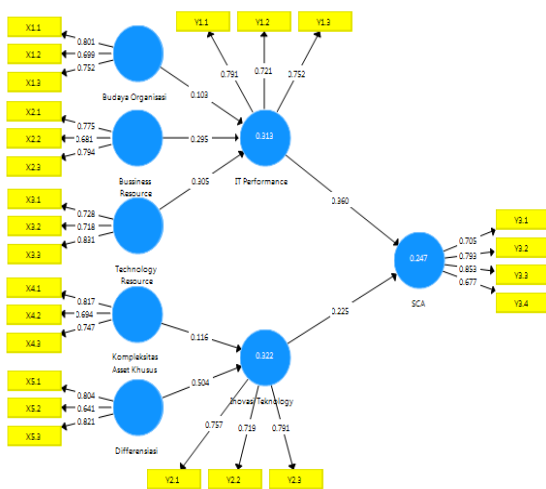 X1.1
X1.2
X1.3
0.801
0.699
0.752
Budaya Organisasi
Y1.1
Y1.2
Y1.3
0.791
0.721
0.752
0.103
X2.1
X2.2
X2.3
0.775
0.681
0.794
Bussiness
Resource
0.295
0.313
IT Performance
0.305
X3.1
X3.2
X3.3
0.728
0.718
0.831
Technology
Resource
0.360
0.247
SCA
0.705
0.793
0.853
0.677
Y3.1
Y3.2
Y3.3
Y3.4
0.225
X4.1
X4.2
X4.3
0.817
0.694
0.747
Kompleksitas
Asset Khusus
0.116
0.322
Inovasi Teknology
0.504
X5.1
X5.2
X5.3
0.804
0.641
0.821
Differensiasi
0.757
0.719
0.791
Y2.1
Y2.2
Y2.3